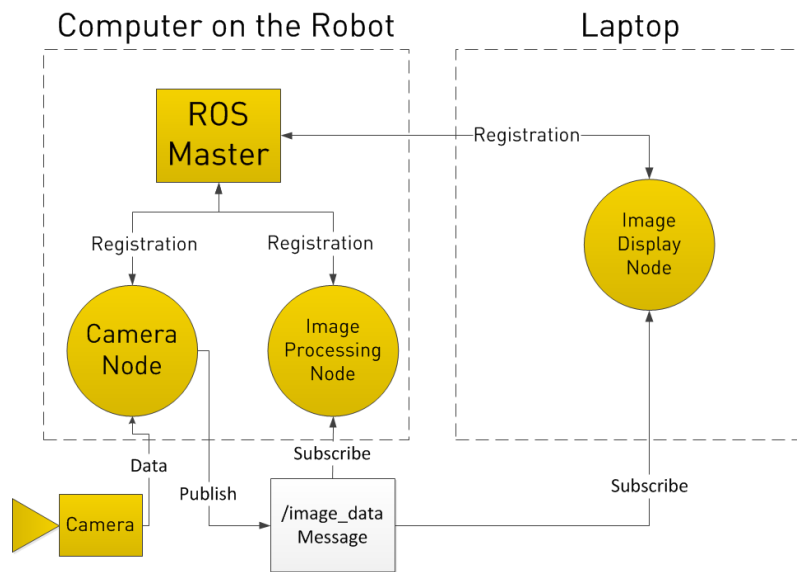 Computer on the Robot
Laptop
ROS
Master
Registration
Image
Display
Node
Registration
Registration
Camera
Node
Image
Processing
Node
Data
Subscribe
Publish
Subscribe
Camera
/image_data
Message